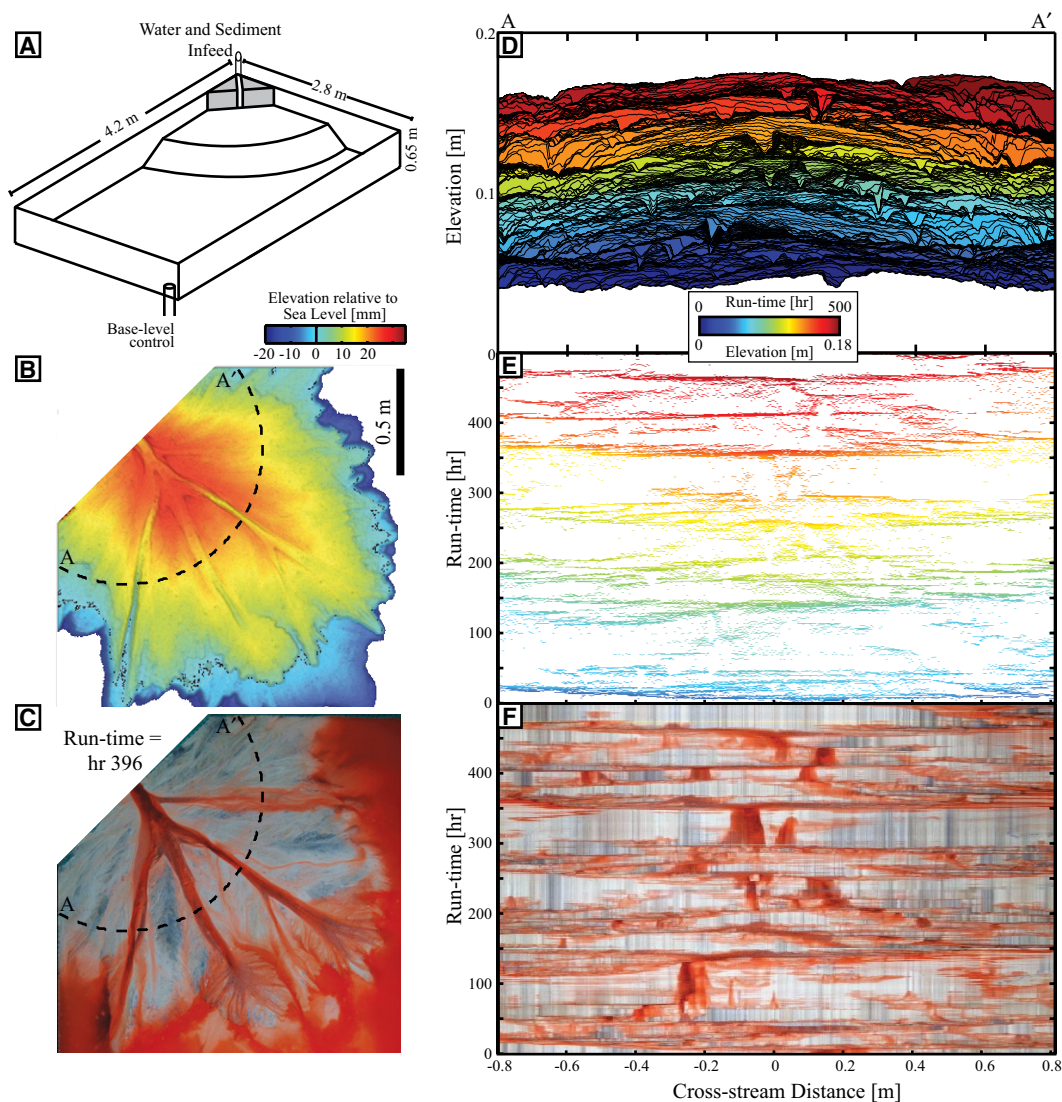 A
Water and Sediment
Infeed
4.2 m
2.8 m
0.65 m
Base-level
control
Elevation relative to
Sea Level [mm]
-20 -10 0 10 20
B
A′
A
0.5 m
C
Run-time =
hr 396
A′
A
A A′
D
0.2
0.1
Elevation [m]
0 Run-time [hr] 500
0 Elevation [m] 0.18
E
0
400
300
200
100
0
Run-time [hr]
F
400
300
200
100
0
Run-time [hr]
-0.8 -0.6 -0.4 -0.2 0 0.2 0.4 0.6 0.8
Cross-stream Distance [m]